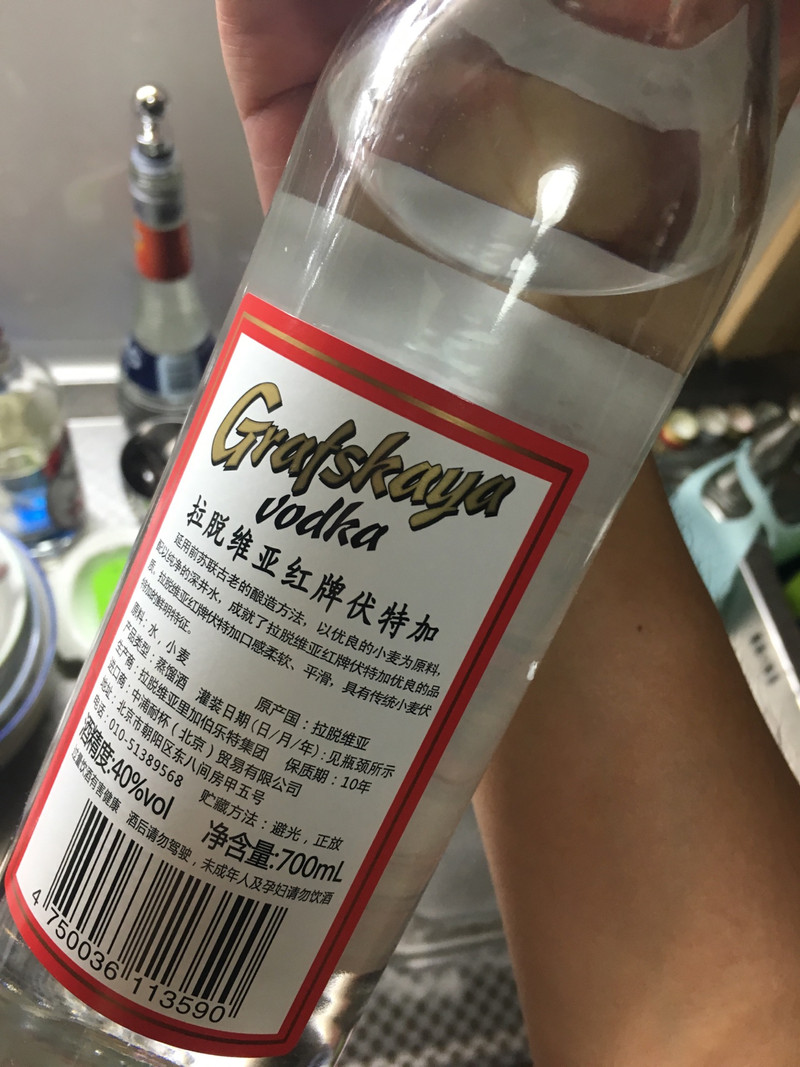 Grafskaya
vodka
拉脱维亚红牌伏特加
延用前苏联古老的酿造方法，以优良的小麦为原料，
配以纯净的深井水，成就了拉脱维亚红牌伏特加优良的品
质。拉脱维亚红牌伏特加口感柔软、平滑，具有传统小麦伏
特加的鲜明特征。
原料：水，小麦 原产国：拉脱维亚
产品类型：蒸馏酒 灌装日期(日/月/年)：见瓶颈所示
生产商：拉脱维亚里加伯乐特集团 保质期：10年
进口商：中浦耐杯（北京）贸易有限公司
地址：北京市朝阳区东八间房甲五号
电话：010-51389568 贮藏方法：避光，正放
酒精度:40%vol 净含量:700mL
过量饮酒有害健康 酒后请勿驾驶，未成年人及孕妇请勿饮酒
4 750036 113590